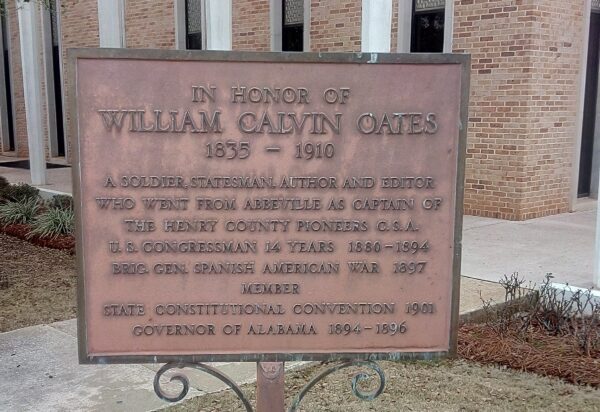 IN HONOR OF
WILLIAM CALVIN OATES
1835 – 1910
A SOLDIER, STATESMAN, AUTHOR AND EDITOR
WHO WENT FROM ABBEVILLE AS CAPTAIN OF
THE HENRY COUNTY PIONEERS C.S.A.
U.S. CONGRESSMAN 14 YEARS 1880–1894
BRIG. GEN. SPANISH AMERICAN WAR 1897
MEMBER
STATE CONSTITUTIONAL CONVENTION 1901
GOVERNOR OF ALABAMA 1894–1896